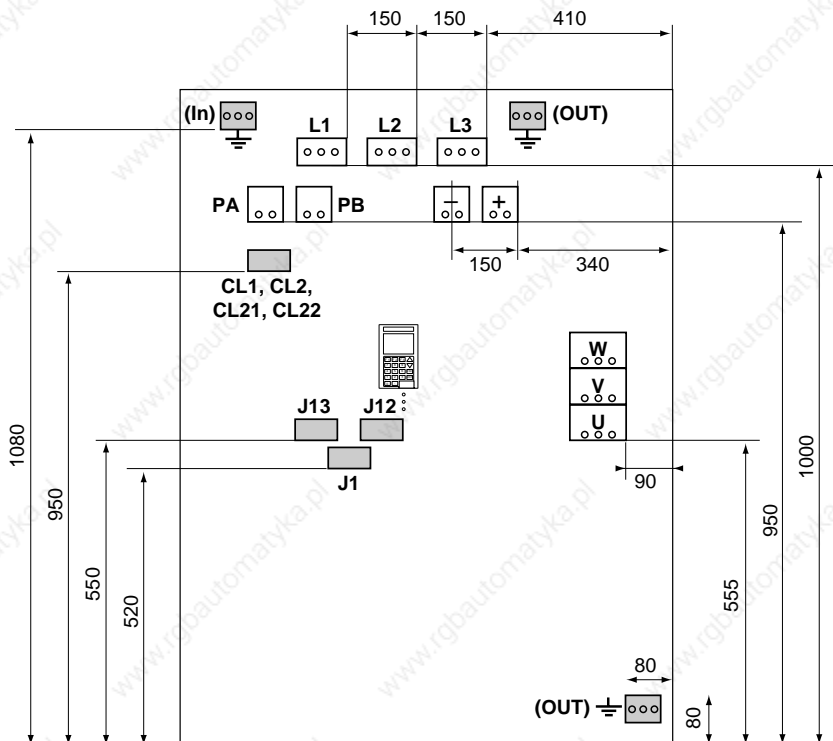 150 150 410
(In) (OUT)
L1 L2 L3
PA PB − +
150 340
CL1, CL2,
CL21, CL22
W
V
U
J13 J12
J1
90
1080
950
550
520
1000
950
555
80
(OUT)
80
www.rgbautomatyka.pl